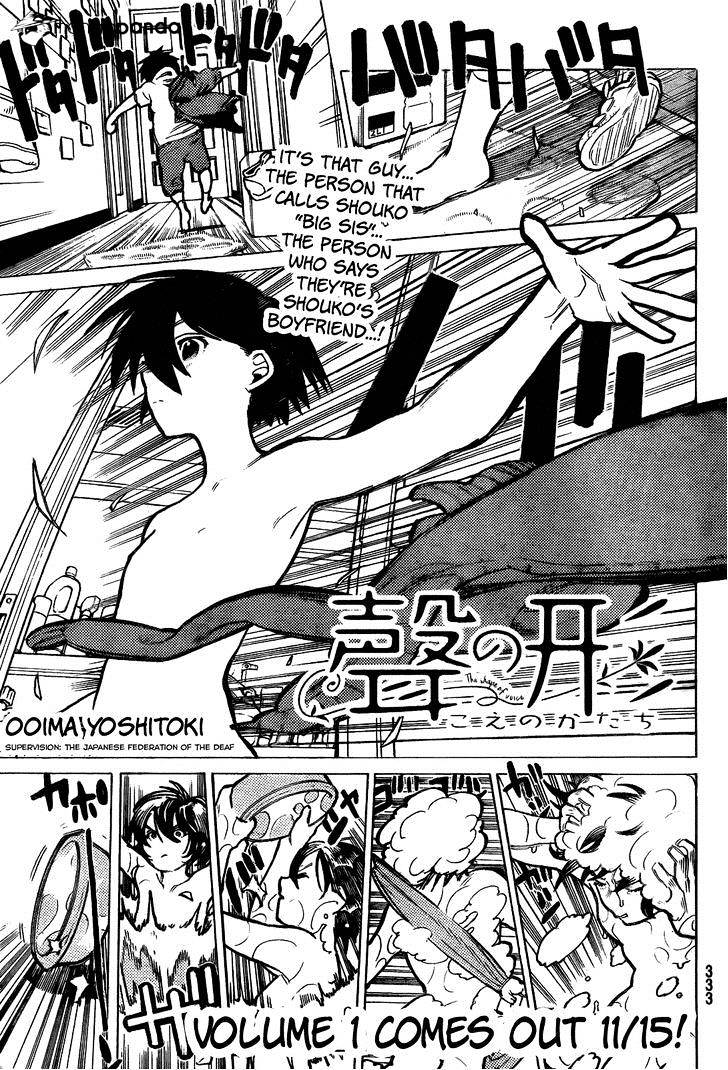 pando
ドタ
ドタ
ドタ
ドタ
バタ
IT'S THAT GUY...
THE PERSON THAT
CALLS SHOUKO
"BIG SIS"...
THE PERSON
WHO SAYS
THEY'RE
SHOUKO'S
BOYFRIEND...!
聲の形
The shape of voice
こえのかたち
OOIMA YOSHITOKI
SUPERVISION: THE JAPANESE FEDERATION OF THE DEAF
カポ
VOLUME 1 COMES OUT 11/15!
333